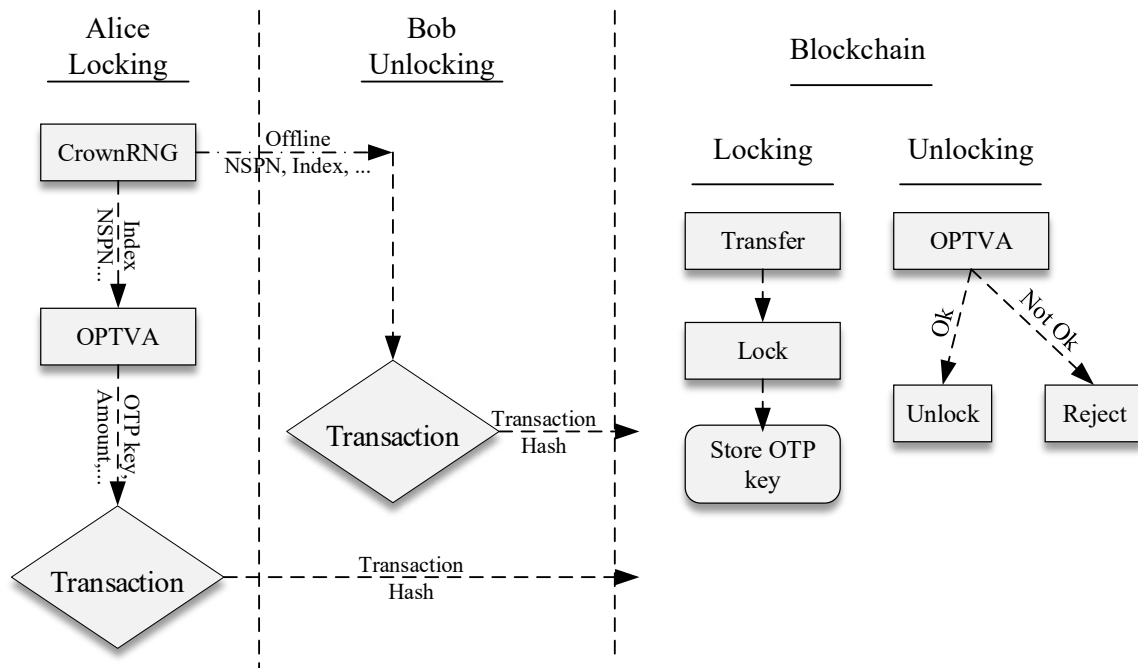 Alice
Locking
Bob
Unlocking
Blockchain
CrownRNG
Offline
NSPN, Index, ...
Index
NSPN...
OPTVA
OTP key,
Amount,...
Transaction
Transaction
Hash
Transaction
Transaction
Hash
Locking
Unlocking
Transfer
Lock
Store OTP
key
OPTVA
Ok
Not Ok
Unlock
Reject